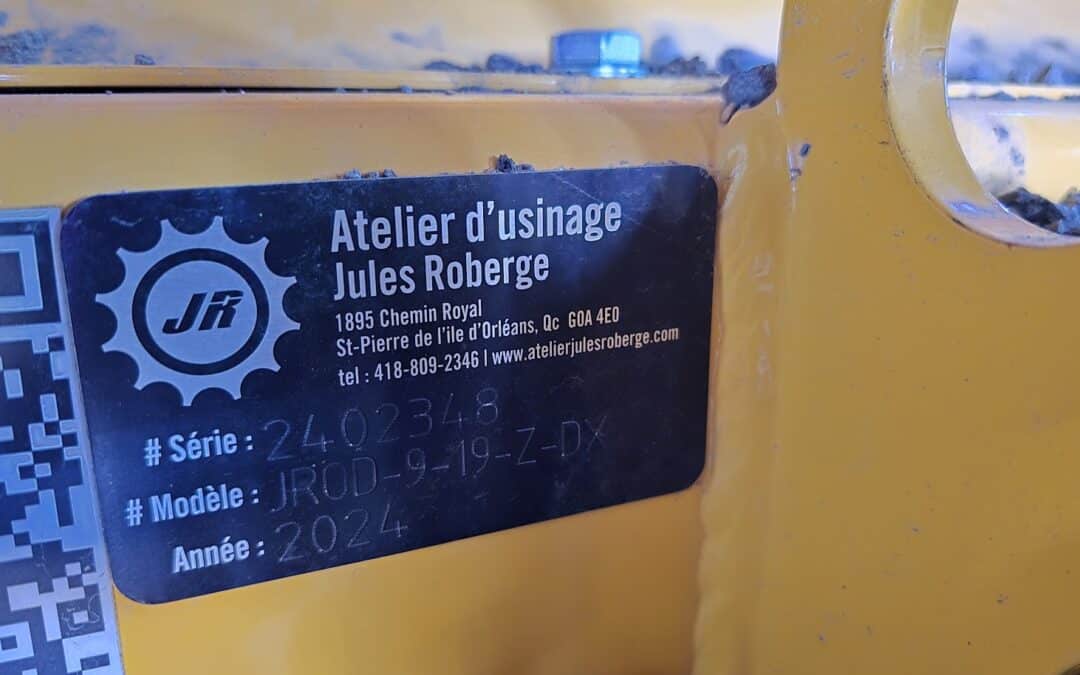 JR
Atelier d'usinage
Jules Roberge
1895 Chemin Royal
St-Pierre de l'ile d'Orléans, Qc G0A 4E0
tel : 418-809-2346 | www.atelierjulesroberge.com
# Série : 2402348
# Modèle : JROD-9-19-Z-DX
Année : 2024